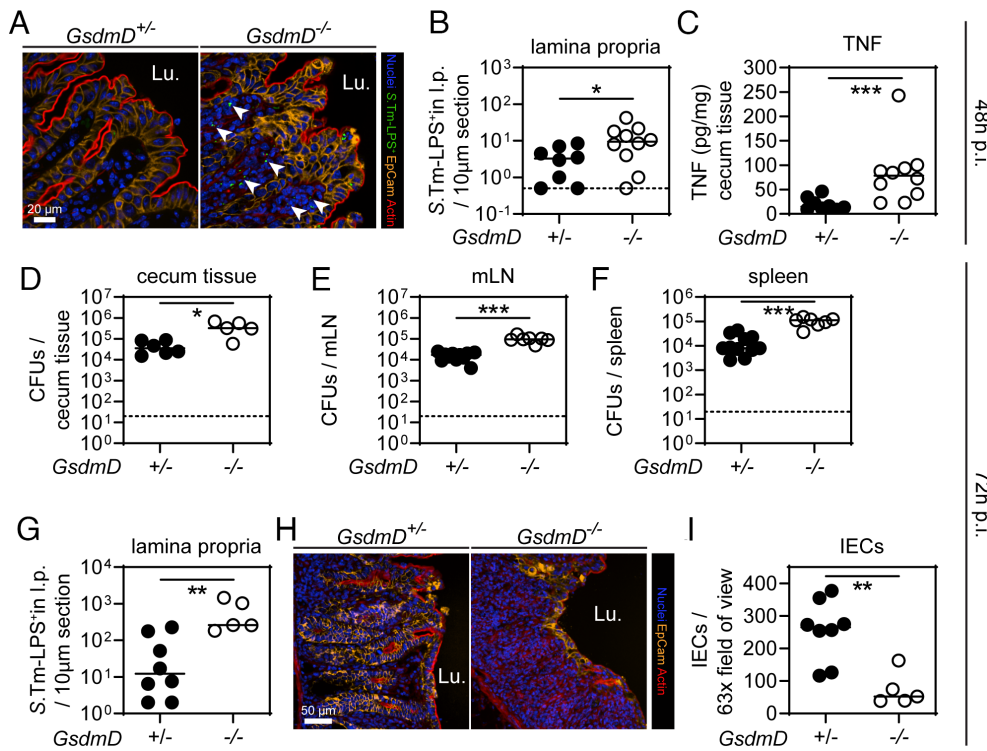 A
GsdmD+/-
GsdmD-/-
Lu.
Lu.
20 µm
Nuclei S.Tm-LPS+ EpCam Actin
B
lamina propria
S.Tm-LPS+in l.p.
/ 10µm section
10³
10²
10¹
10⁰
10⁻¹
*
GsdmD
+/-
-/-
C
TNF
TNF (pg/mg)
cecum tissue
300
250
200
150
100
50
0
***
GsdmD
+/-
-/-
48h p.i.
D
cecum tissue
CFUs /
cecum tissue
10⁷
10⁶
10⁵
10⁴
10³
10²
10¹
10⁰
*
GsdmD
+/-
-/-
E
mLN
CFUs / mLN
10⁷
10⁶
10⁵
10⁴
10³
10²
10¹
10⁰
***
GsdmD
+/-
-/-
F
spleen
CFUs / spleen
10⁶
10⁵
10⁴
10³
10²
10¹
10⁰
***
GsdmD
+/-
-/-
72h p.i.
G
lamina propria
S.Tm-LPS+in l.p.
/ 10µm section
10⁴
10³
10²
10¹
10⁰
**
GsdmD
+/-
-/-
H
GsdmD+/-
GsdmD-/-
Lu.
Lu.
50 µm
Nuclei EpCam Actin
I
IECs
IECs /
63x field of view
400
300
200
100
0
**
GsdmD
+/-
-/-